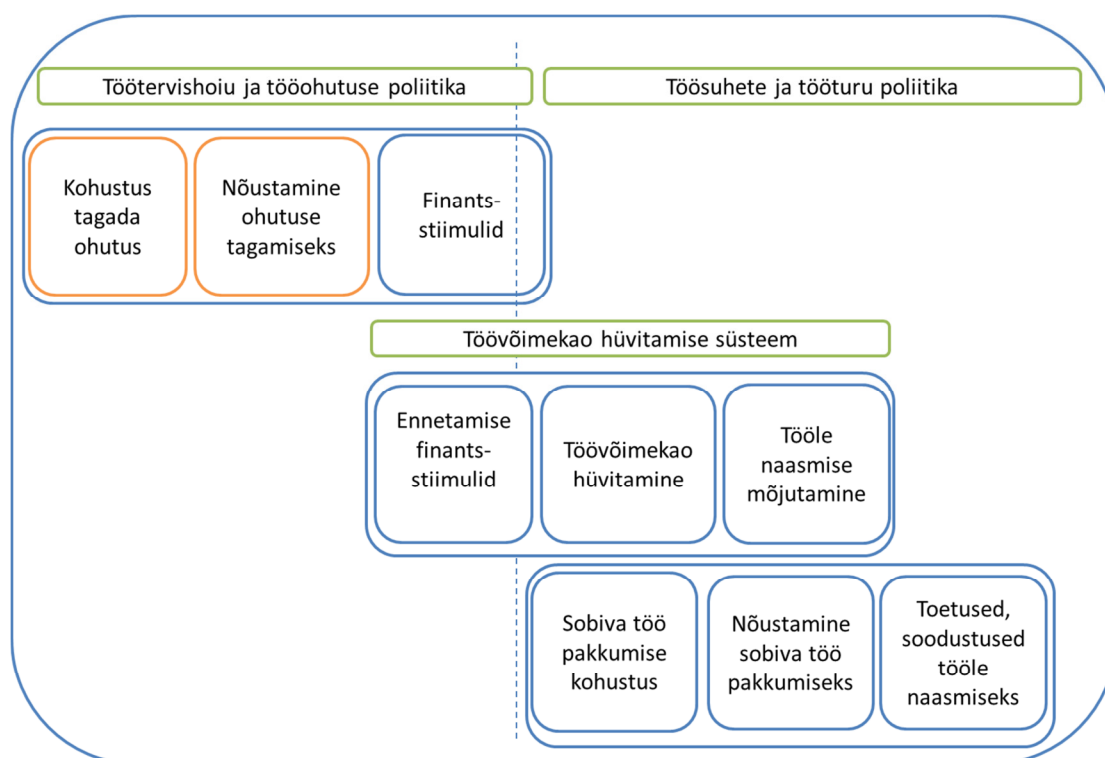 Töötervishoiu ja tööohutuse poliitika
Töösuhete ja tööturu poliitika
Kohustus
tagada
ohutus
Nõustamine
ohutuse
tagamiseks
Finants-
stiimulid
Töövõimekao hüvitamise süsteem
Ennetamise
finants-
stiimulid
Töövõimekao
hüvitamine
Tööle
naasmise
mõjutamine
Sobiva töö
pakkumise
kohustus
Nõustamine
sobiva töö
pakkumiseks
Toetused,
soodustused
tööle
naasmiseks